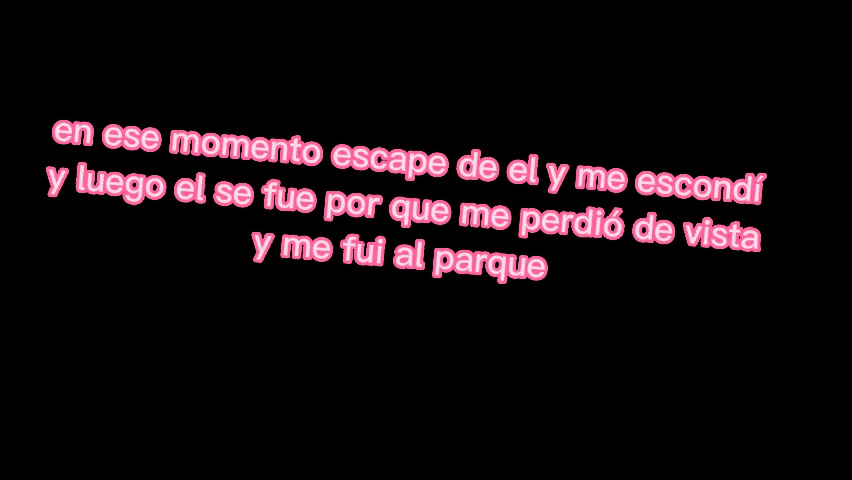 en ese momento escape de el y me escondí
y luego el se fue por que me perdió de vista
y me fui al parque